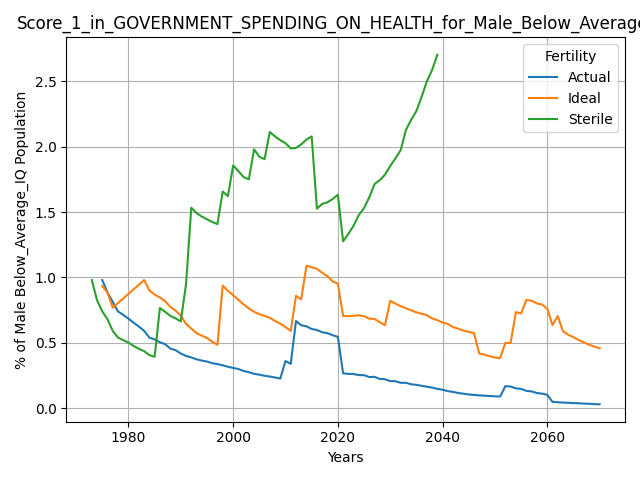 Score_1_in_GOVERNMENT_SPENDING_ON_HEALTH_for_Male_Below_Average
% of Male Below_Average_IQ Population
2.5
2.0
1.5
1.0
0.5
0.0
Fertility
Actual
Ideal
Sterile
1980 2000 2020 2040 2060
Years